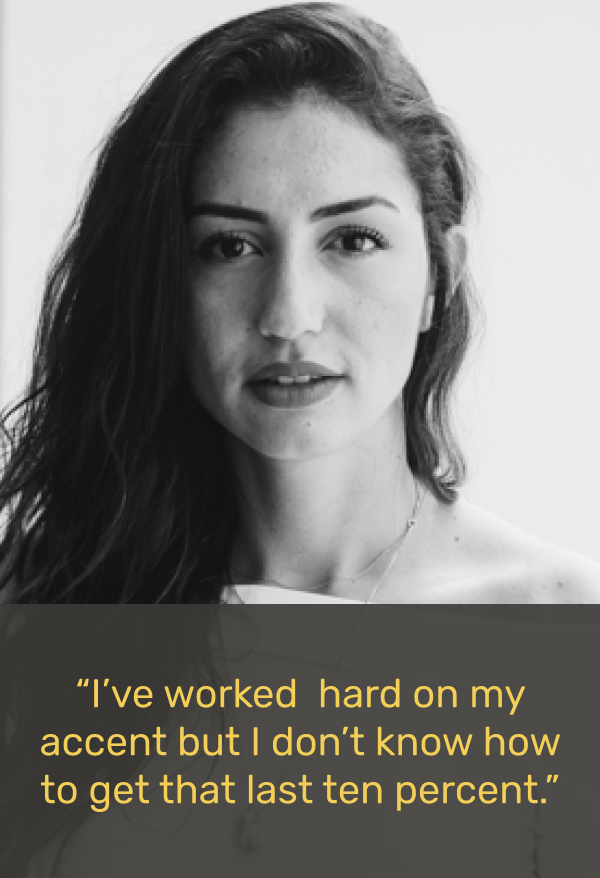 “I’ve worked  hard on my
accent but I don’t know how
to get that last ten percent.”